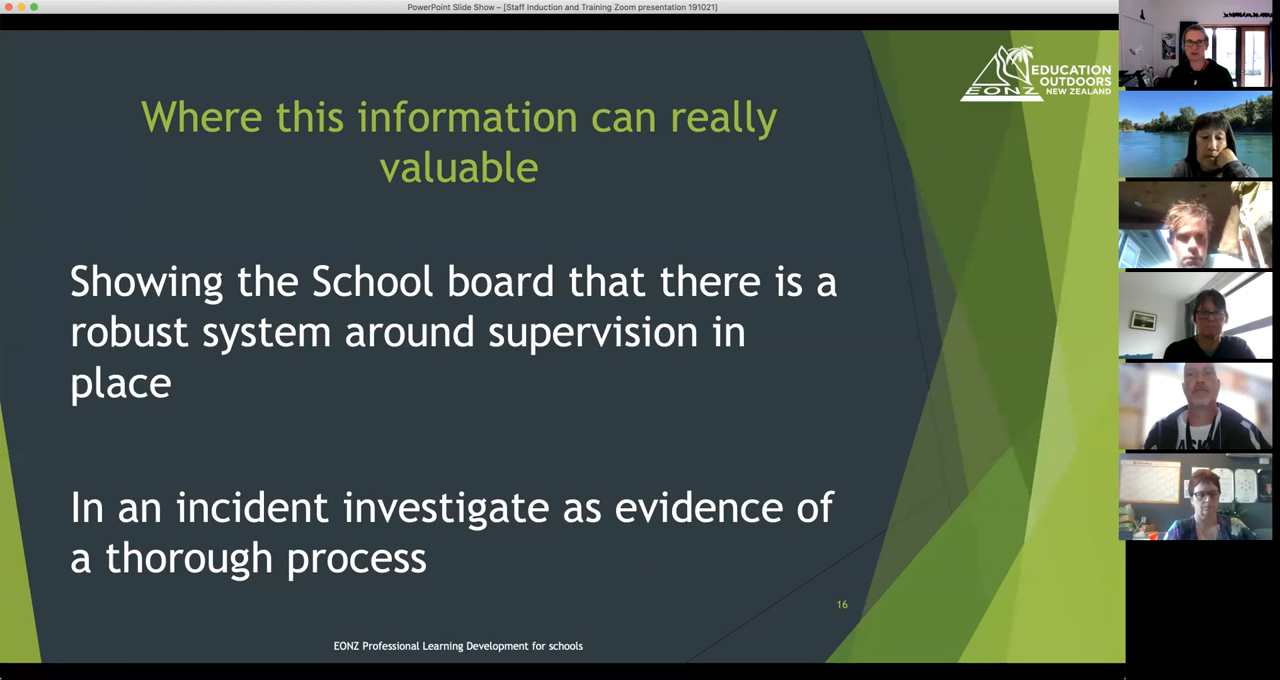 PowerPoint Slide Show – [Staff Induction and Training Zoom presentation 191021]
EONZ
EDUCATION
OUTDOORS
NEW ZEALAND
Where this information can really
valuable
Showing the School board that there is a
robust system around supervision in
place
In an incident investigate as evidence of
a thorough process
16
EONZ Professional Learning Development for schools